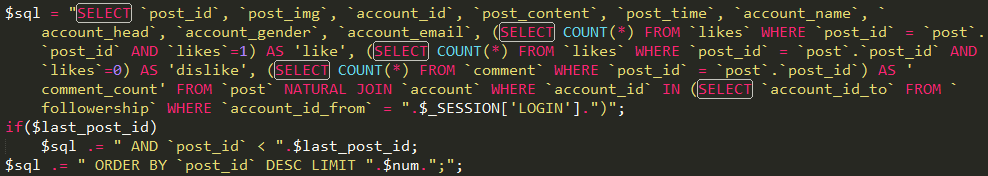 $sql = "SELECT `post_id`, `post_img`, `account_id`, `post_content`, `post_time`, `account_name`, `
account_head`, `account_gender`, `account_email`, (SELECT COUNT(*) FROM `likes` WHERE `post_id` = `post`.
`post_id` AND `likes`=1) AS 'like', (SELECT COUNT(*) FROM `likes` WHERE `post_id` = `post`.`post_id` AND
`likes`=0) AS 'dislike', (SELECT COUNT(*) FROM `comment` WHERE `post_id` = `post`.`post_id`) AS '
comment_count' FROM `post` NATURAL JOIN `account` WHERE `account_id` IN (SELECT `account_id_to` FROM `
followership` WHERE `account_id_from` = ".$_SESSION['LOGIN'].")";
if($last_post_id)
$sql .= " AND `post_id` < ".$last_post_id;
$sql .= " ORDER BY `post_id` DESC LIMIT ".$num.";";